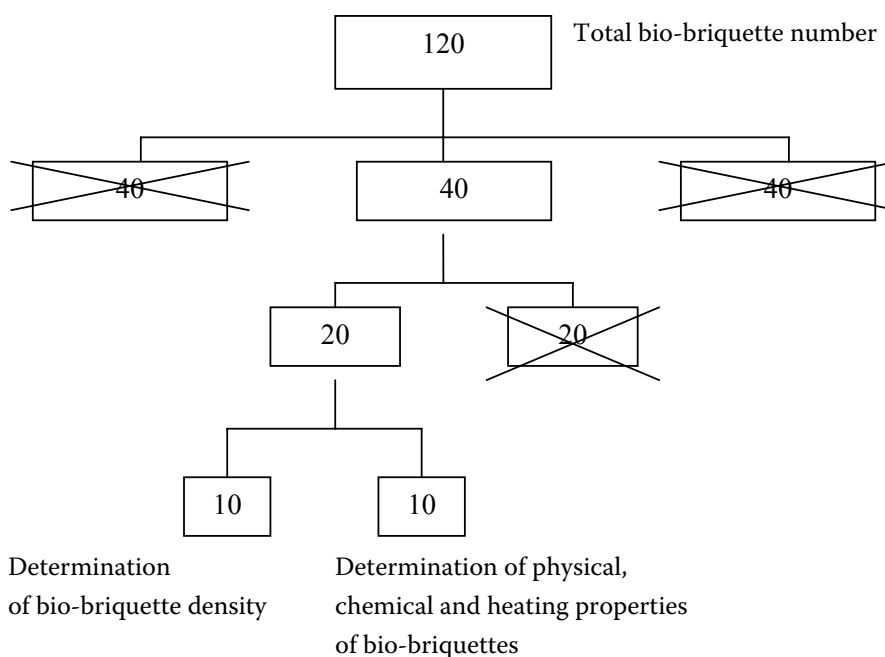 120
Total bio-briquette number
40
40
40
20
20
10
10
Determination
of bio-briquette density
Determination of physical,
chemical and heating properties
of bio-briquettes